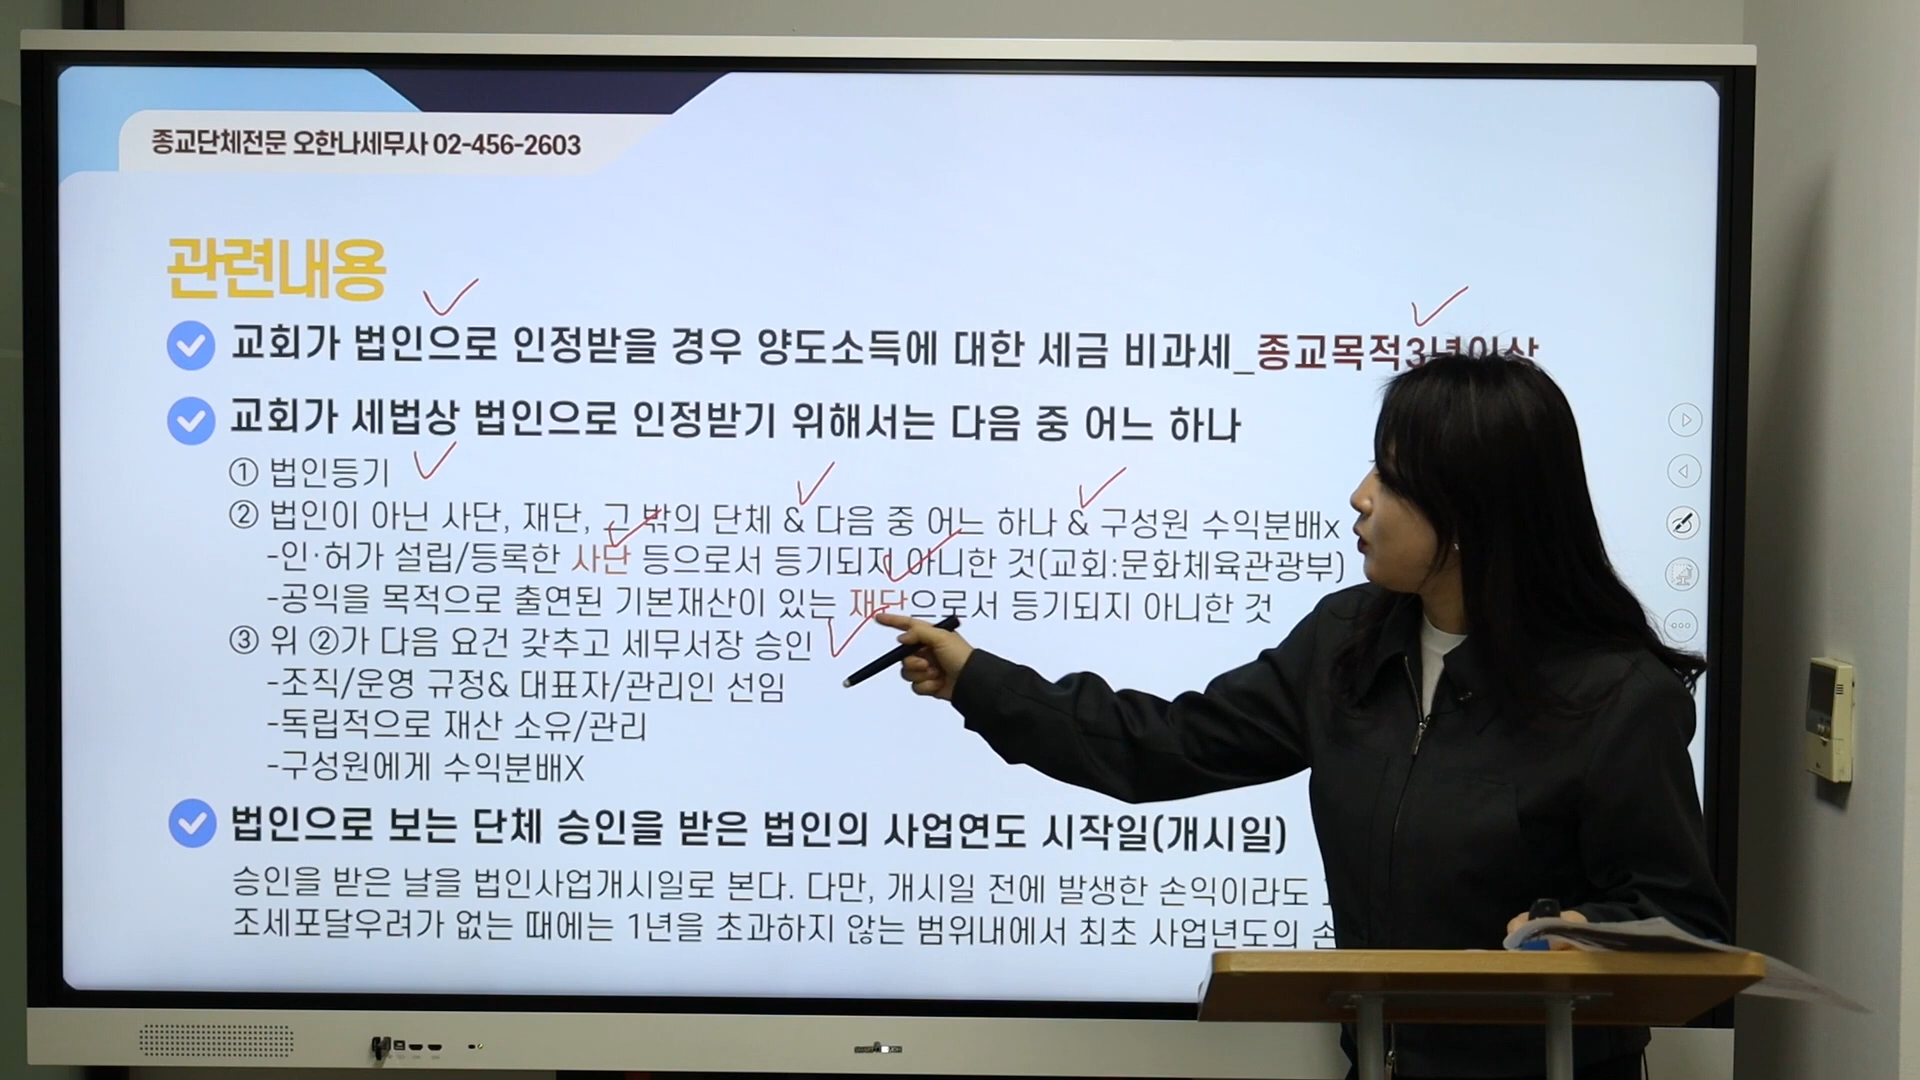 종교단체전문 오한나세무사 02-456-2603
관련내용
교회가 법인으로 인정받을 경우 양도소득에 대한 세금 비과세_종교목적3년이상
교회가 세법상 법인으로 인정받기 위해서는 다음 중 어느 하나
① 법인등기
② 법인이 아닌 사단, 재단, 그 밖의 단체 & 다음 중 어느 하나 & 구성원 수익분배x
-인·허가 설립/등록한 사단 등으로서 등기되지 아니한 것(교회:문화체육관광부)
-공익을 목적으로 출연된 기본재산이 있는 재단으로서 등기되지 아니한 것
③ 위 ②가 다음 요건 갖추고 세무서장 승인
-조직/운영 규정& 대표자/관리인 선임
-독립적으로 재산 소유/관리
-구성원에게 수익분배X
법인으로 보는 단체 승인을 받은 법인의 사업연도 시작일(개시일)
승인을 받은 날을 법인사업개시일로 본다. 다만, 개시일 전에 발생한 손익이라도
조세포달우려가 없는 때에는 1년을 초과하지 않는 범위내에서 최초 사업년도의 손